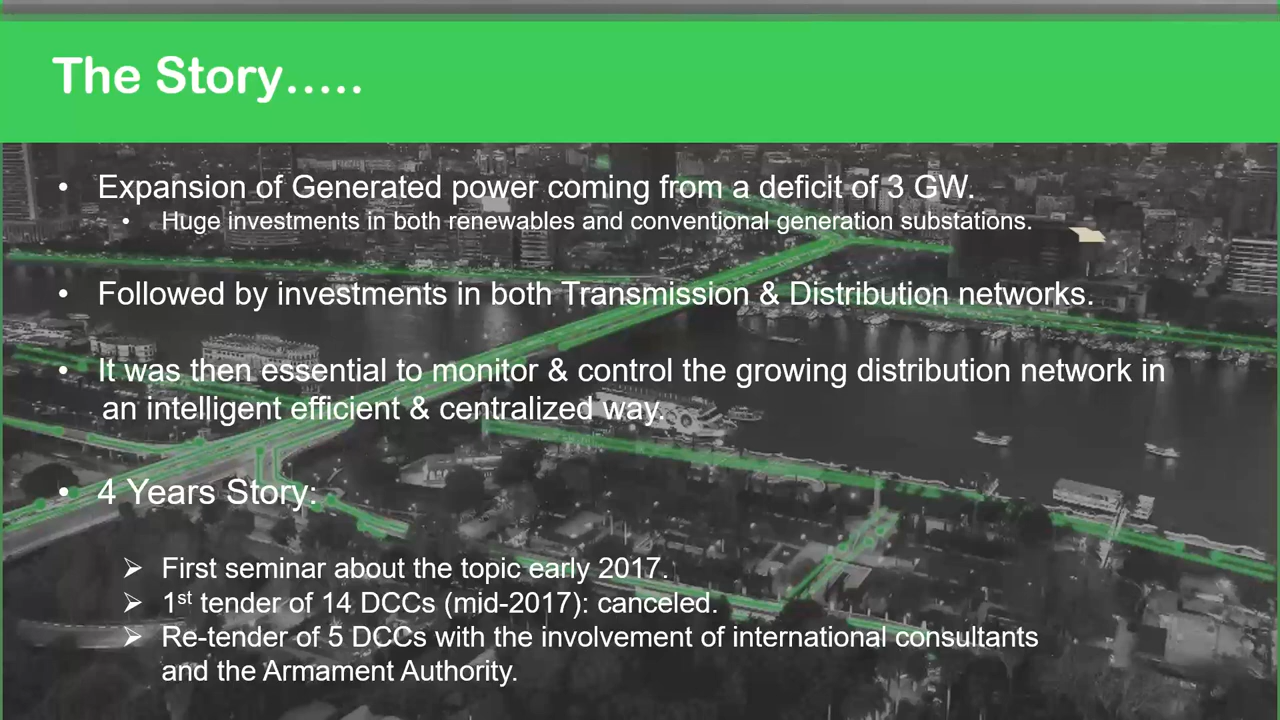 The Story.....
• Expansion of Generated power coming from a deficit of 3 GW.
• Huge investments in both renewables and conventional generation substations.
• Followed by investments in both Transmission & Distribution networks.
• It was then essential to monitor & control the growing distribution network in
an intelligent efficient & centralized way.
• 4 Years Story:
➢ First seminar about the topic early 2017.
➢ 1st tender of 14 DCCs (mid-2017): canceled.
➢ Re-tender of 5 DCCs with the involvement of international consultants
and the Armament Authority.